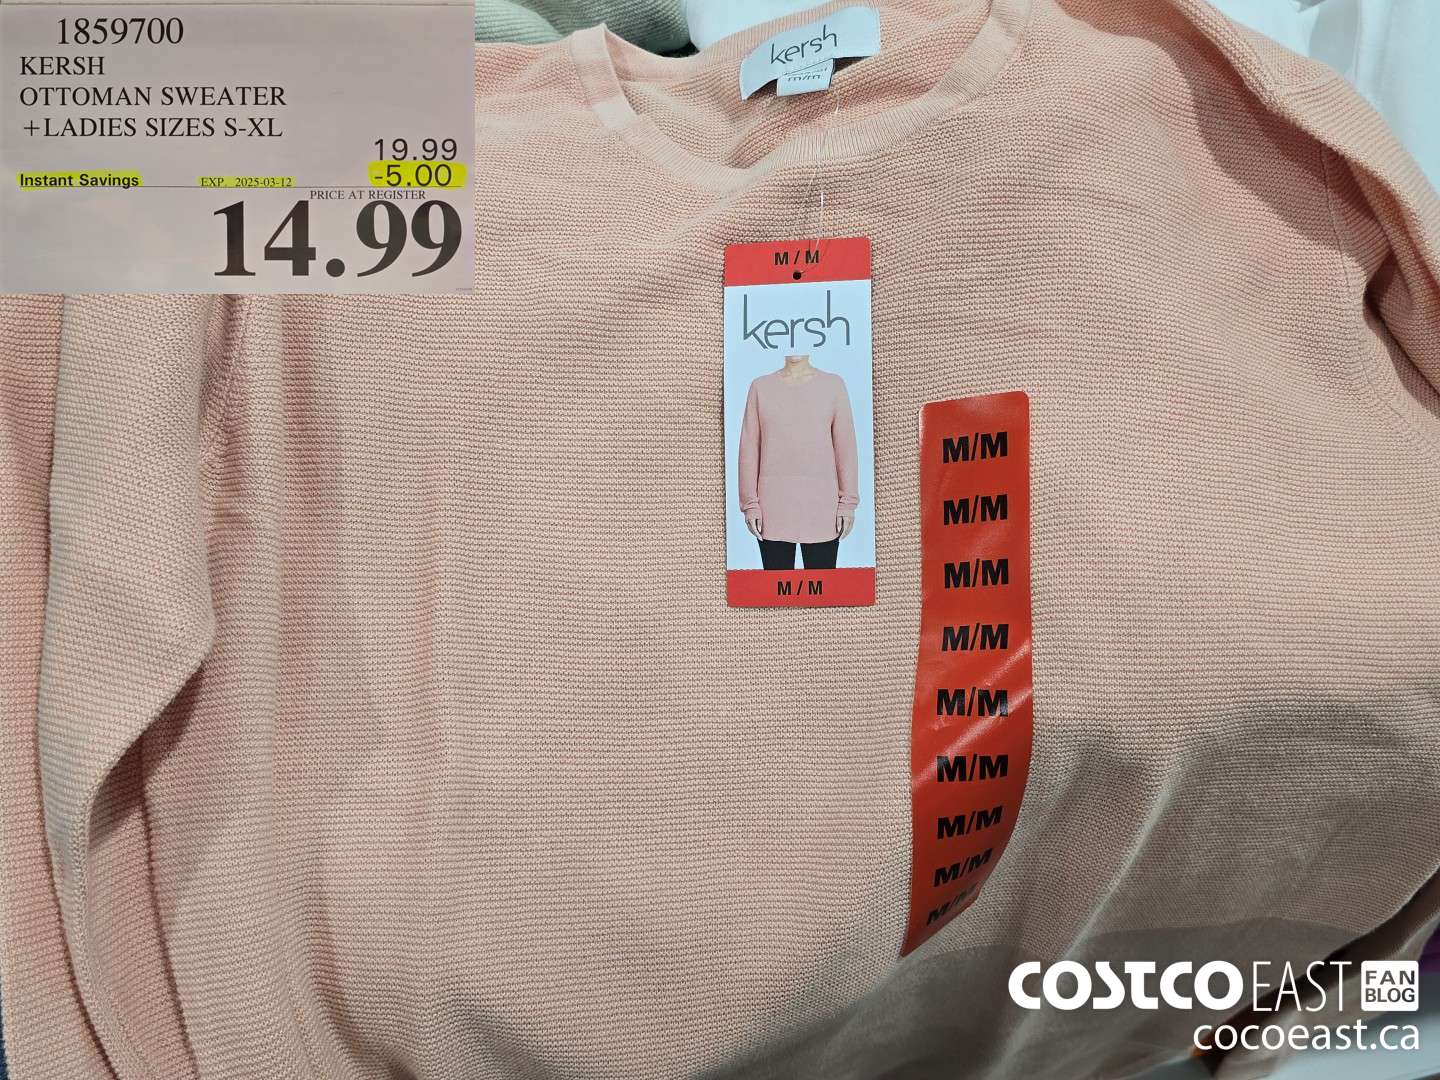 1859700
KERSH
OTTOMAN SWEATER
+LADIES SIZES S-XL
19.99
Instant Savings EXP. 2025-03-12 -5.00
PRICE AT REGISTER
14.99
kersh
m/m
M / M
kersh
M / M
M/M
M/M
M/M
M/M
M/M
M/M
M/M
M/M
M/M
COSTCO EAST FAN BLOG
cocoeast.ca